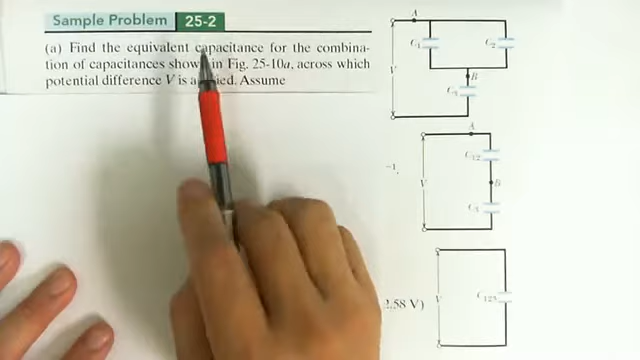 Sample Problem 25-2
(a) Find the equivalent capacitance for the combina-
tion of capacitances shown in Fig. 25-10a, across which
potential difference V is applied. Assume
A
C1
C2
V
B
C3
A
C12
V
B
C3
2.58 V)
V
C123